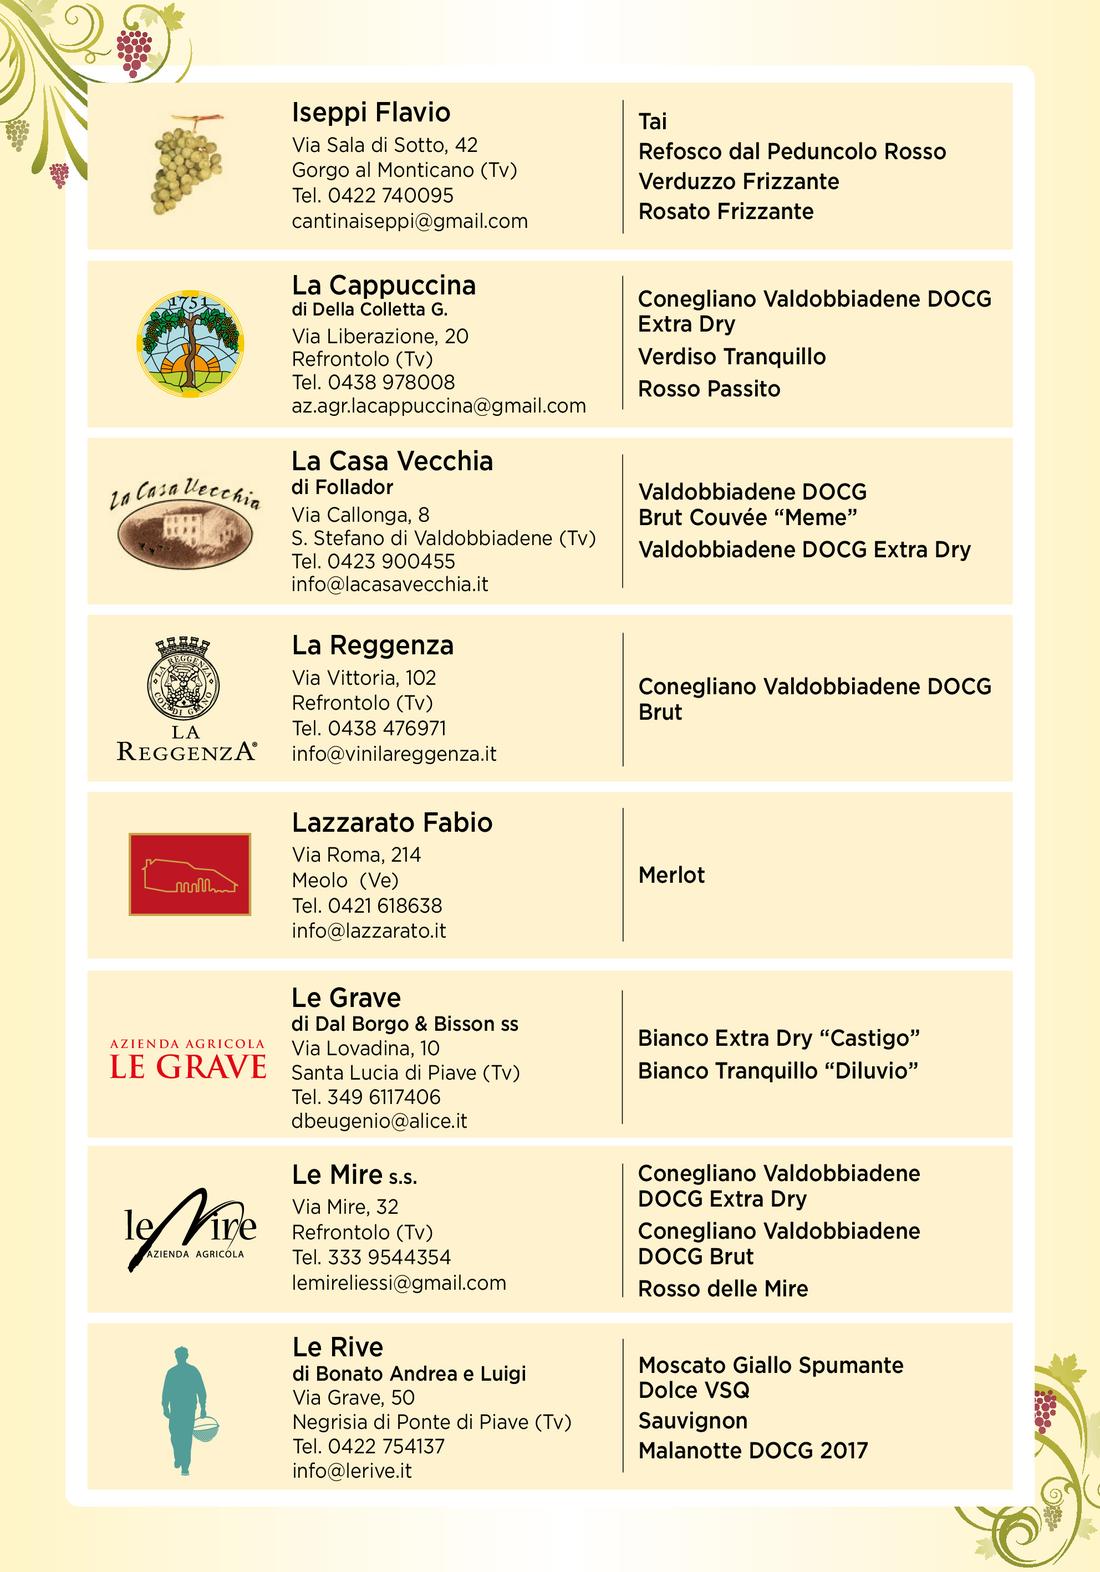 Iseppi Flavio
Via Sala di Sotto, 42
Gorgo al Monticano (Tv)
Tel. 0422 740095
cantinaiseppi@gmail.com
Tai
Refosco dal Peduncolo Rosso
Verduzzo Frizzante
Rosato Frizzante
1751
La Cappuccina
di Della Colletta G.
Via Liberazione, 20
Refrontolo (Tv)
Tel. 0438 978008
az.agr.lacappuccina@gmail.com
Conegliano Valdobbiadene DOCG
Extra Dry
Verdiso Tranquillo
Rosso Passito
La Casa Vecchia
La Casa Vecchia
di Follador
Via Callonga, 8
S. Stefano di Valdobbiadene (Tv)
Tel. 0423 900455
info@lacasavecchia.it
Valdobbiadene DOCG
Brut Couvée “Meme”
Valdobbiadene DOCG Extra Dry
LA REGGENZA
LA
REGGENZA®
La Reggenza
Via Vittoria, 102
Refrontolo (Tv)
Tel. 0438 476971
info@vinilareggenza.it
Conegliano Valdobbiadene DOCG
Brut
Lazzarato Fabio
Via Roma, 214
Meolo (Ve)
Tel. 0421 618638
info@lazzarato.it
Merlot
AZIENDA AGRICOLA
LE GRAVE
Le Grave
di Dal Borgo & Bisson ss
Via Lovadina, 10
Santa Lucia di Piave (Tv)
Tel. 349 6117406
dbeugenio@alice.it
Bianco Extra Dry “Castigo”
Bianco Tranquillo “Diluvio”
le Mire
AZIENDA AGRICOLA
Le Mire s.s.
Via Mire, 32
Refrontolo (Tv)
Tel. 333 9544354
lemireliessi@gmail.com
Conegliano Valdobbiadene
DOCG Extra Dry
Conegliano Valdobbiadene
DOCG Brut
Rosso delle Mire
Le Rive
di Bonato Andrea e Luigi
Via Grave, 50
Negrisia di Ponte di Piave (Tv)
Tel. 0422 754137
info@lerive.it
Moscato Giallo Spumante
Dolce VSQ
Sauvignon
Malanotte DOCG 2017